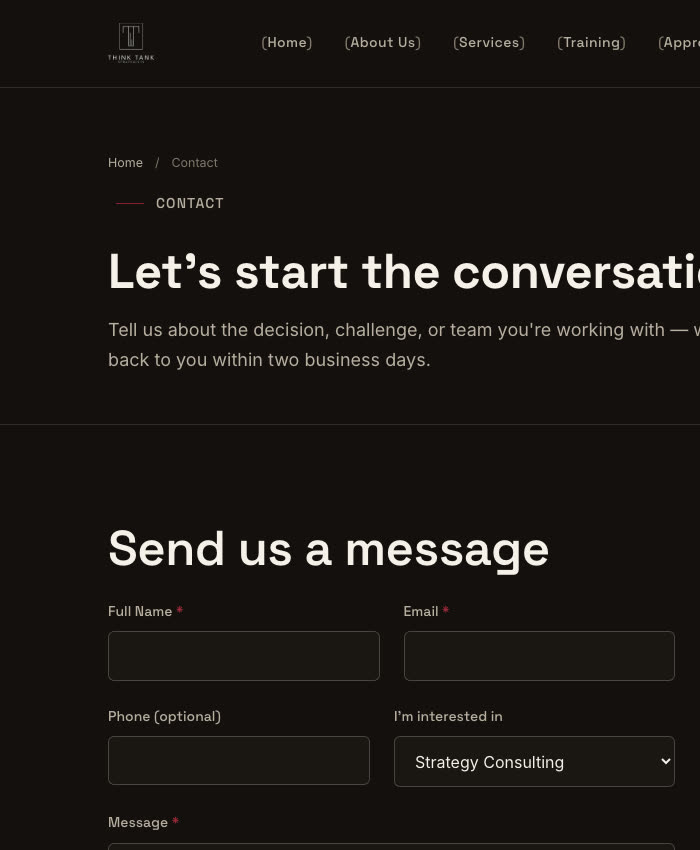 THINK TANK
(Home)
(About Us)
(Services)
(Training)
(Appr
Home / Contact
CONTACT
Let’s start the conversati
Tell us about the decision, challenge, or team you're working with — w
back to you within two business days.
Send us a message
Full Name *
Email *
Phone (optional)
I’m interested in
Strategy Consulting
Message *